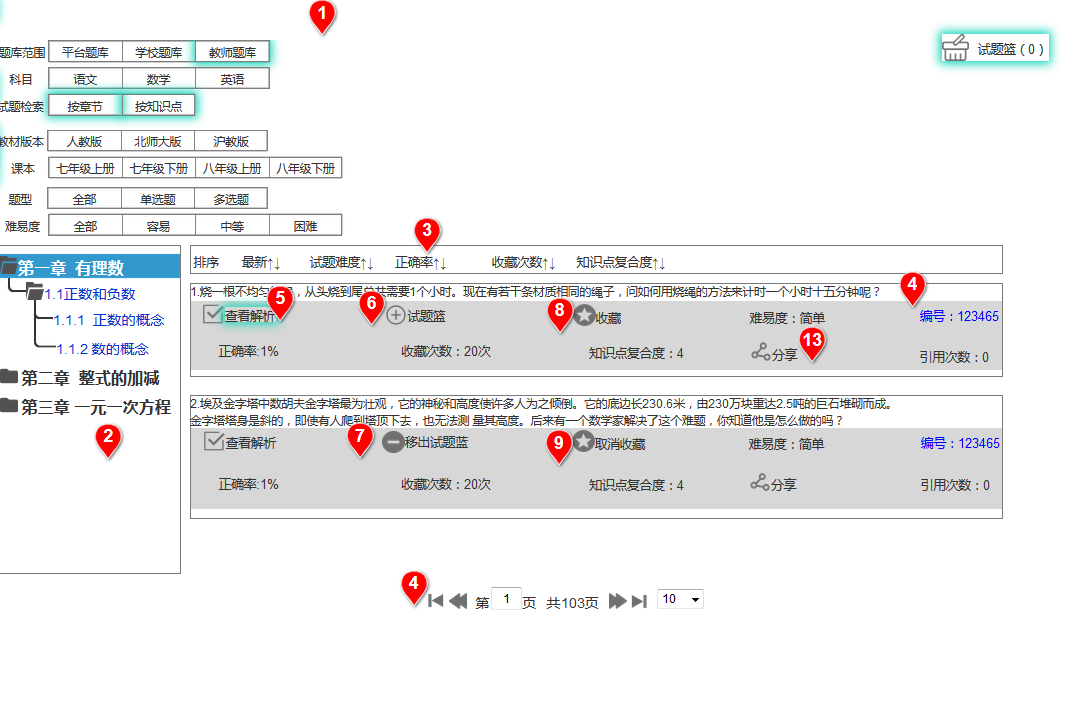 1
试题篮 ( 0 )
题库范围 平台题库 学校题库 教师题库
科目 语文 数学 英语
试题检索 按章节 按知识点
教材版本 人教版 北师大版 沪教版
课本 七年级上册 七年级下册 八年级上册 八年级下册
题型 全部 单选题 多选题
难易度 全部 容易 中等 困难
3
排序 最新↑↓ 试题难度↑↓ 正确率↑↓ 收藏次数↑↓ 知识点复合度↑↓
第一章 有理数
1.1正数和负数
1.1.1 正数的概念
1.1.2 数的概念
第二章 整式的加减
第三章 一元一次方程
2
1.烧一根不均匀 ，从头烧到尾总共需要1个小时。现在有若干条材质相同的绳子，问如何用烧绳的方法来计时一个小时十五分钟呢？
5 6 8 4
查看解析 试题篮 收藏 难易度：简单 编号：123465
13
正确率:1% 收藏次数：20次 知识点复合度：4 分享 引用次数：0
2.埃及金字塔中数胡夫金字塔最为壮观，它的神秘和高度使许多人为之倾倒。它的底边长230.6米，由230万块重达2.5吨的巨石堆砌而成。
金字塔塔身是斜的，即使有人爬到塔顶下去，也无法测 量其高度。后来有一个数学家解决了这个难题，你知道他是怎么做的吗？
7 9
查看解析 移出试题蓝 取消收藏 难易度：简单 编号：123465
正确率:1% 收藏次数：20次 知识点复合度：4 分享 引用次数：0
4
第 1 页 共103页 10